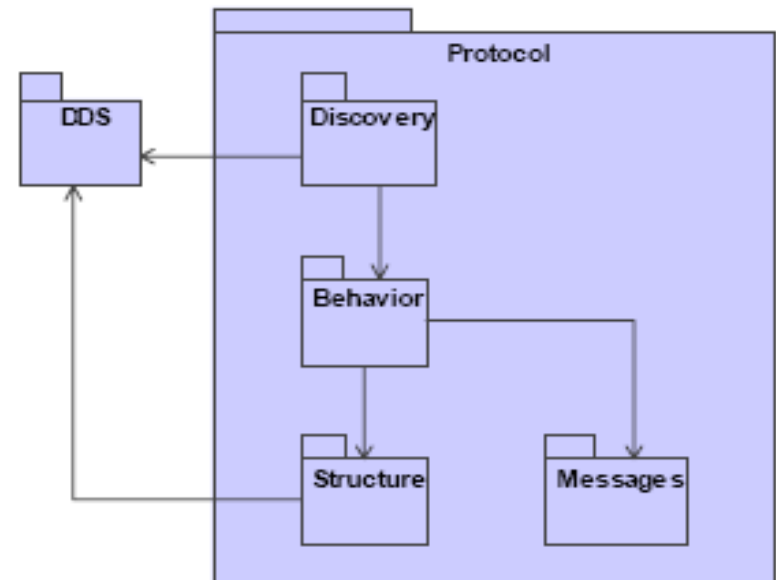 Protocol
DDS
Discovery
Behavior
Structure
Messages